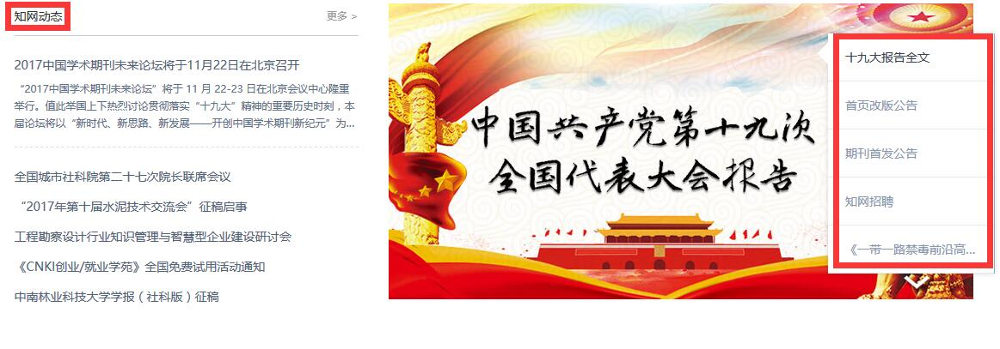 知网动态
更多 >
2017中国学术期刊未来论坛将于11月22日在北京召开
“2017中国学术期刊未来论坛”将于 11 月 22-23 日在北京会议中心隆重
举行。值此举国上下热烈讨论贯彻落实“十九大”精神的重要历史时刻，本
届论坛将以“新时代、新思路、新发展——开创中国学术期刊新纪元”为...
全国城市社科院第二十七次院长联席会议
“2017年第十届水泥技术交流会”征稿启事
工程勘察设计行业知识管理与智慧型企业建设研讨会
《CNKI创业/就业学苑》全国免费试用活动通知
中南林业科技大学学报（社科版）征稿
中国共产党第十九次
全国代表大会报告
十九大报告全文
首页改版公告
期刊首发公告
知网招聘
《一带一路禁毒前沿高...